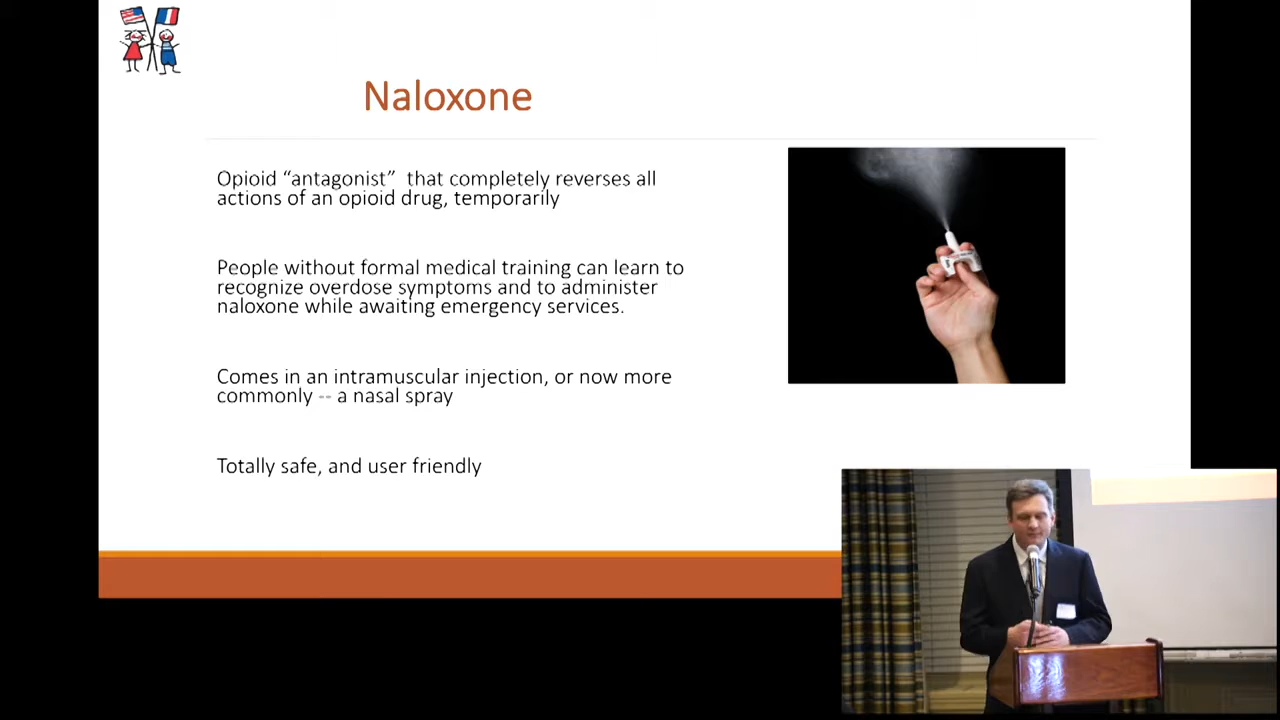 Naloxone
Opioid “antagonist”  that completely reverses all
actions of an opioid drug, temporarily
People without formal medical training can learn to
recognize overdose symptoms and to administer
naloxone while awaiting emergency services.
Comes in an intramuscular injection, or now more
commonly -- a nasal spray
Totally safe, and user friendly